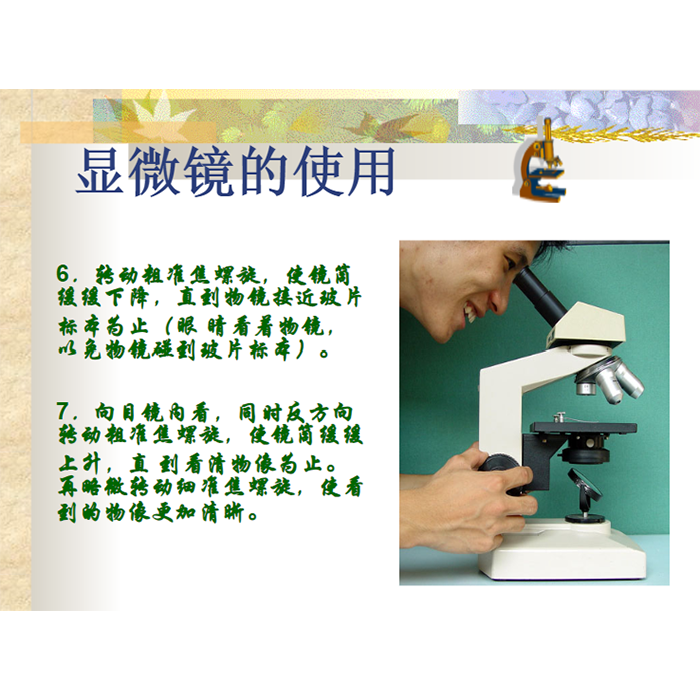 显微镜的使用
6．转动粗准焦螺旋，使镜筒
缓缓下降，直到物镜接近玻片
标本为止（眼 睛看着物镜，
以免物镜碰到玻片标本）。
7．向目镜内看，同时反方向
转动粗准焦螺旋，使镜筒缓缓
上升，直 到看清物像为止。
再略微转动细准焦螺旋，使看
到的物像更加清晰。